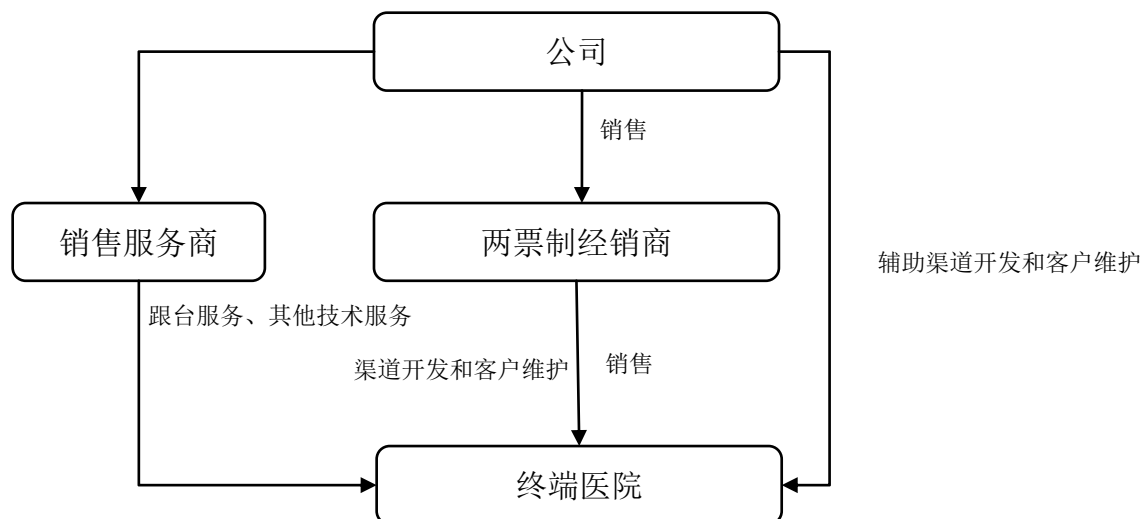 公司
销售
销售服务商
两票制经销商
辅助渠道开发和客户维护
跟台服务、其他技术服务
渠道开发和客户维护
销售
终端医院